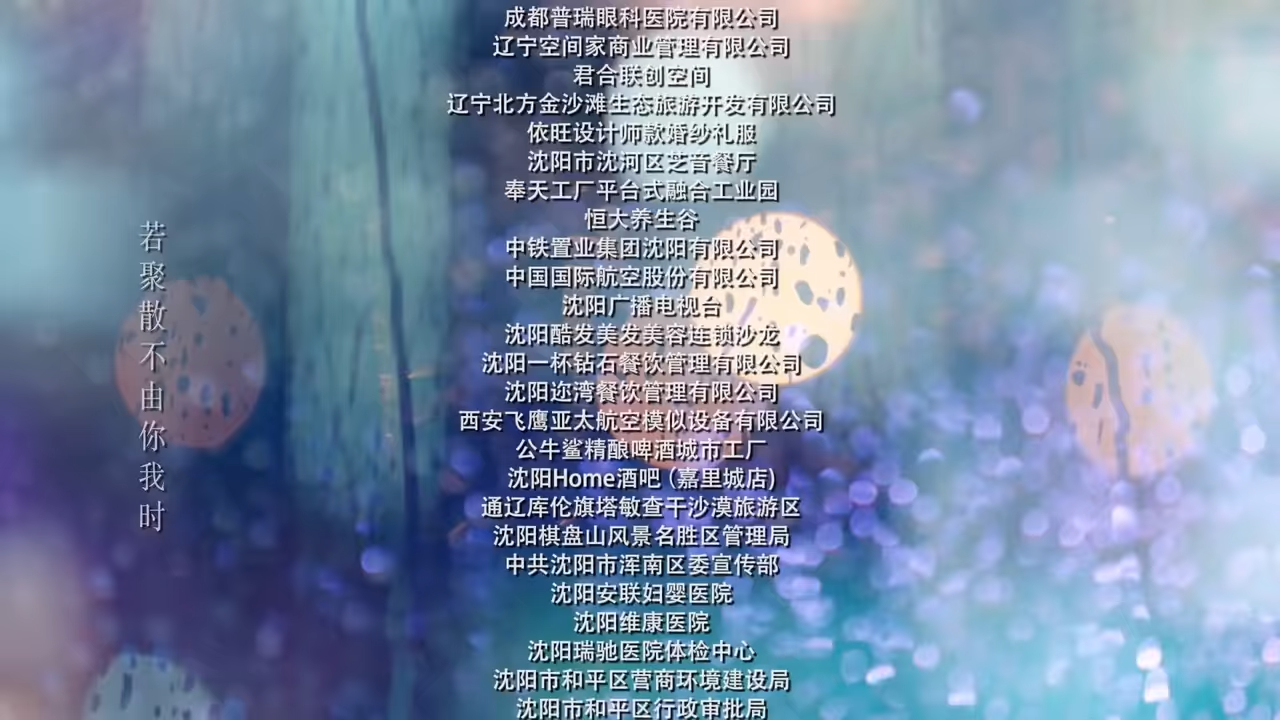 成都普瑞眼科医院有限公司
辽宁空间家商业管理有限公司
君合联创空间
辽宁北方金沙滩生态旅游开发有限公司
依旺设计师款婚纱礼服
沈阳市沈河区芝音餐厅
奉天工厂平台式融合工业园
恒大养生谷
中铁置业集团沈阳有限公司
中国国际航空股份有限公司
沈阳广播电视台
沈阳酷发美发美容连锁沙龙
沈阳一杯钻石餐饮管理有限公司
沈阳迩湾餐饮管理有限公司
西安飞鹰亚太航空模似设备有限公司
公牛鲨精酿啤酒城市工厂
沈阳Home酒吧（嘉里城店)
通辽库伦旗塔敏查干沙漠旅游区
沈阳棋盘山风景名胜区管理局
中共沈阳市浑南区委宣传部
沈阳安联妇婴医院
沈阳维康医院
沈阳瑞驰医院体检中心
沈阳市和平区营商环境建设局
沈阳市和平区行政审批局
若聚散不由你我时